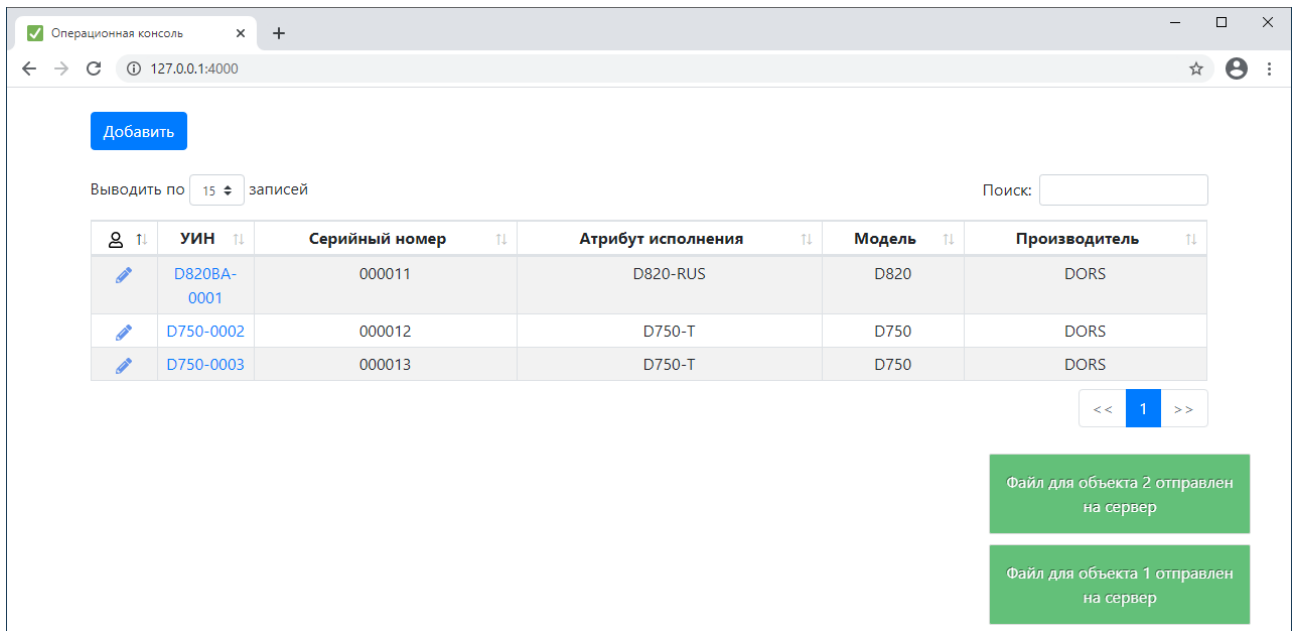 Операционная консоль
127.0.0.1:4000
Добавить
Выводить по 15 записей Поиск:
УИН Серийный номер Атрибут исполнения Модель Производитель
D820BA-0001 000011 D820-RUS D820 DORS
D750-0002 000012 D750-T D750 DORS
D750-0003 000013 D750-T D750 DORS
<< 1 >>
Файл для объекта 2 отправлен
на сервер
Файл для объекта 1 отправлен
на сервер